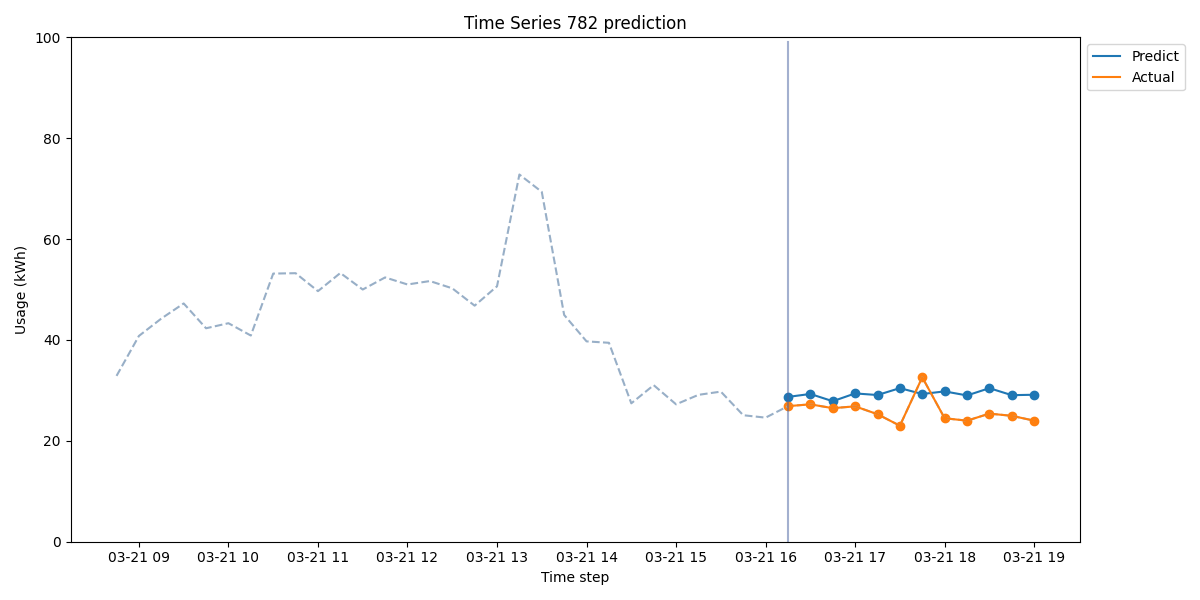 Time Series 782 prediction
Predict
Actual
Usage (kWh)
100
80
60
40
20
0
03-21 09 03-21 10 03-21 11 03-21 12 03-21 13 03-21 14 03-21 15 03-21 16 03-21 17 03-21 18 03-21 19
Time step